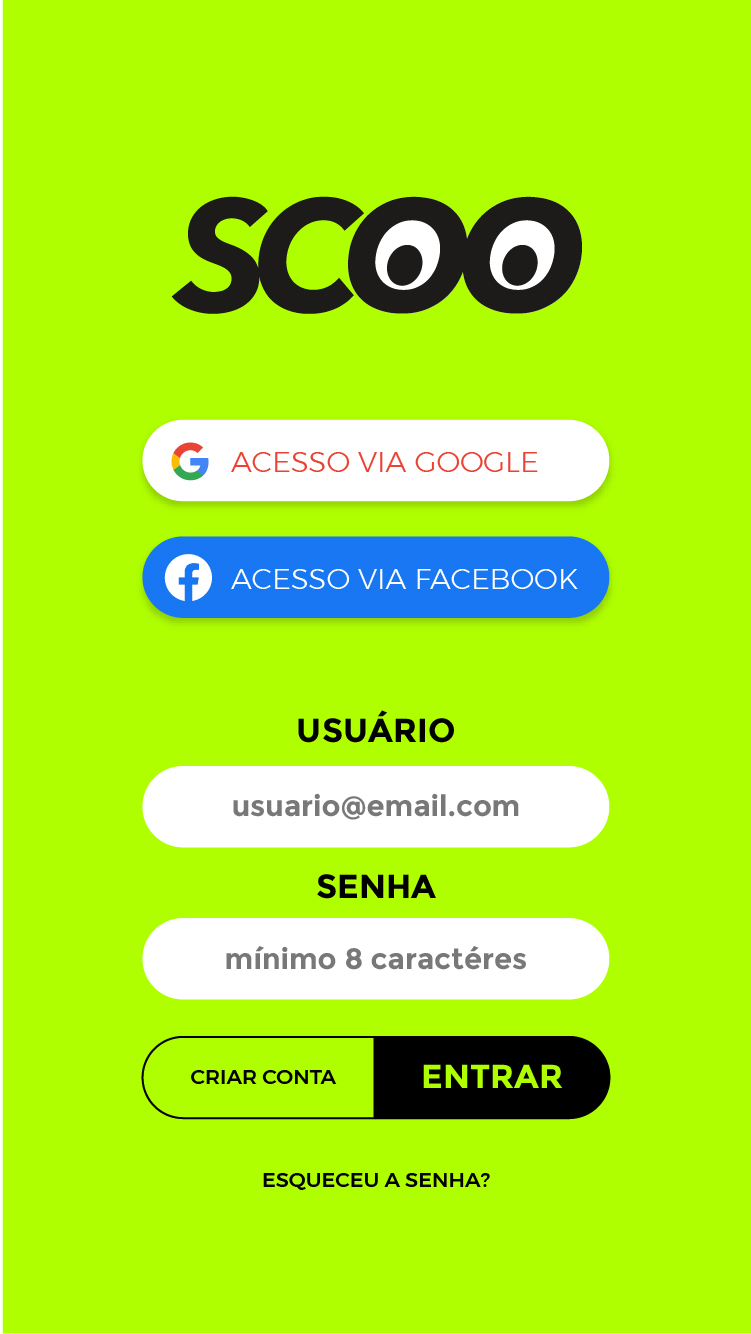 SCOO
ACESSO VIA GOOGLE
ACESSO VIA FACEBOOK
USUÁRIO
usuario@email.com
SENHA
mínimo 8 caractéres
CRIAR CONTA ENTRAR
ESQUECEU A SENHA?